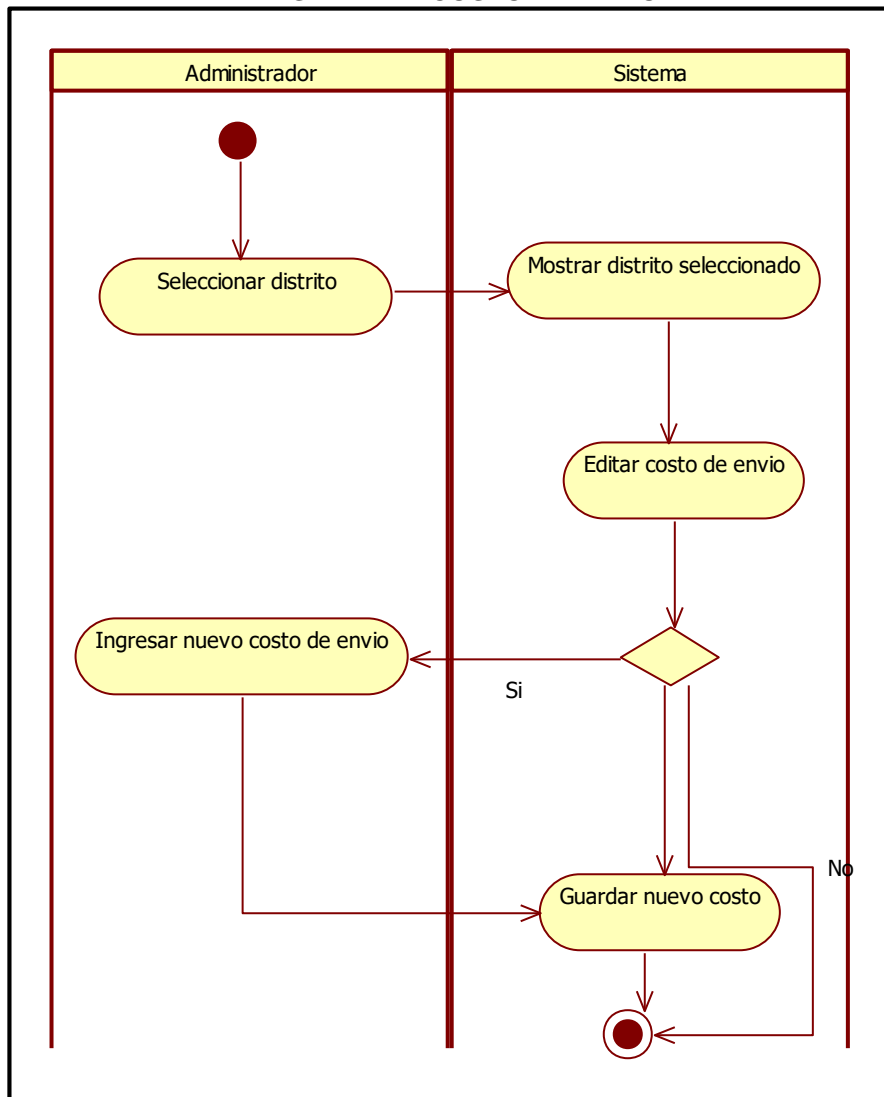 Administrador
Sistema
Seleccionar distrito
Mostrar distrito seleccionado
Editar costo de envio
Ingresar nuevo costo de envio
Si
No
Guardar nuevo costo